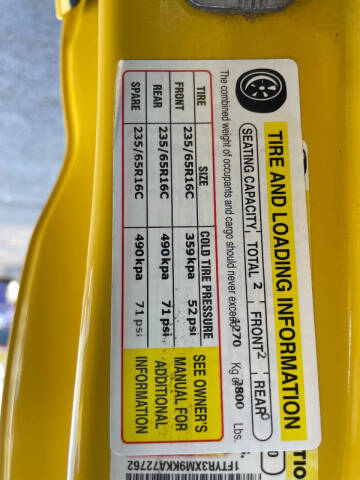 TIRE AND LOADING INFORMATION
SEATING CAPACITY TOTAL 2 FRONT 2 REAR 0
The combined weight of occupants and cargo should never exceed 1270 Kg or 2800 Lbs.
TIRE SIZE COLD TIRE PRESSURE
FRONT 235/65R16C 359kpa 52 psi
REAR 235/65R16C 490kpa 71 psi
SPARE 235/65R16C 490kpa 71 psi
SEE OWNER'S
MANUAL FOR
ADDITIONAL
INFORMATION
1FTYR3XM9KKA72762